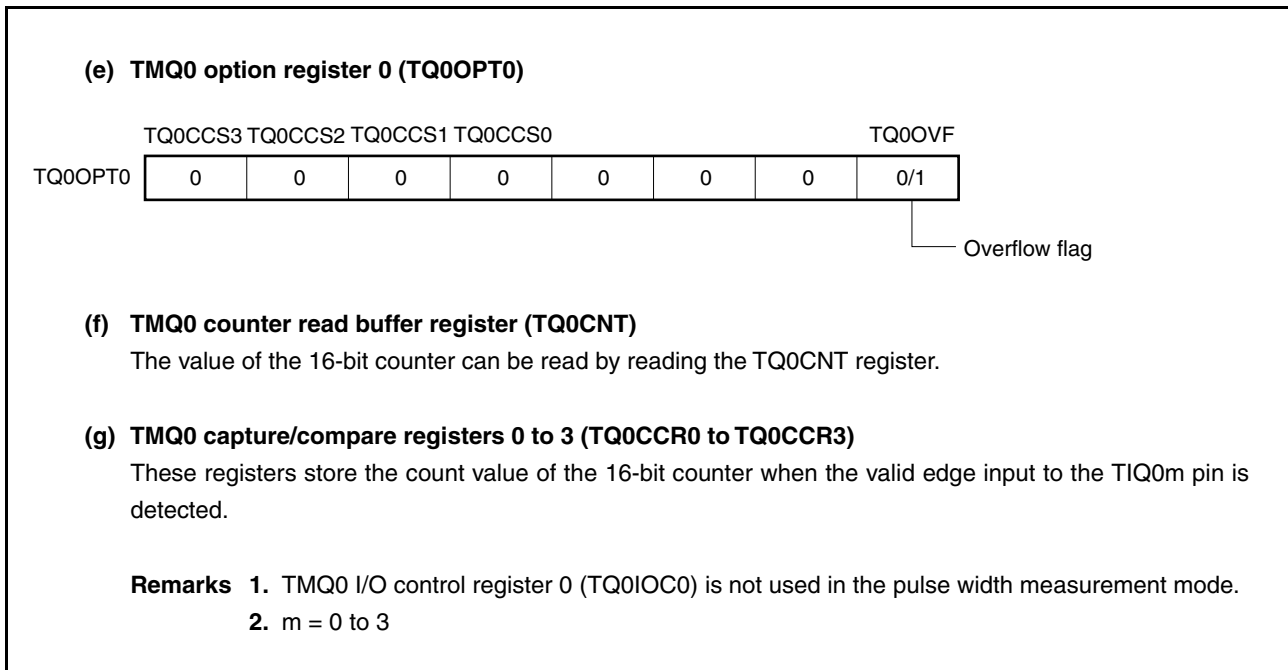 (e) TMQ0 option register 0 (TQ0OPT0)
TQ0CCS3 TQ0CCS2 TQ0CCS1 TQ0CCS0 TQ0OVF
TQ0OPT0 0 0 0 0 0 0 0 0/1
Overflow flag
(f) TMQ0 counter read buffer register (TQ0CNT)
The value of the 16-bit counter can be read by reading the TQ0CNT register.
(g) TMQ0 capture/compare registers 0 to 3 (TQ0CCR0 to TQ0CCR3)
These registers store the count value of the 16-bit counter when the valid edge input to the TIQ0m pin is
detected.
Remarks 1. TMQ0 I/O control register 0 (TQ0IOC0) is not used in the pulse width measurement mode.
2. m = 0 to 3